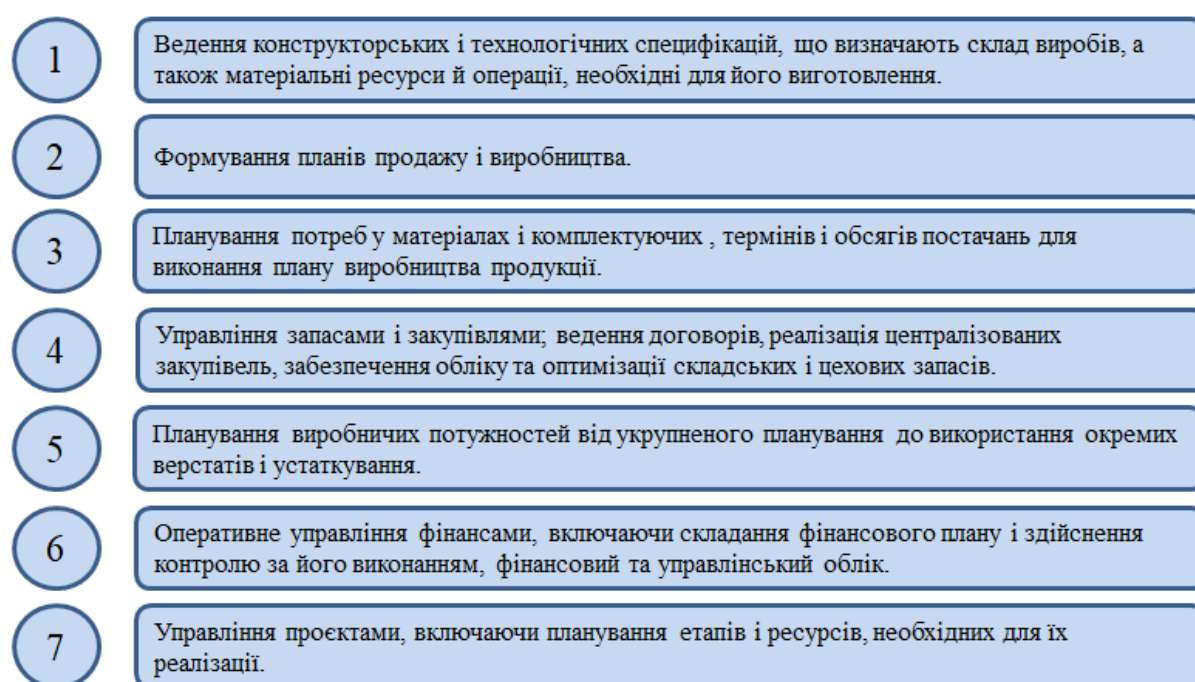 1
Ведення конструкторських і технологічних специфікацій, що визначають склад виробів, а
також матеріальні ресурси й операції, необхідні для його виготовлення.
2
Формування планів продажу і виробництва.
3
Планування потреб у матеріалах і комплектуючих , термінів і обсягів постачань для
виконання плану виробництва продукції.
4
Управління запасами і закупівлями; ведення договорів, реалізація централізованих
закупівель, забезпечення обліку та оптимізації складських і цехових запасів.
5
Планування виробничих потужностей від укрупненого планування до використання окремих
верстатів і устаткування.
6
Оперативне управління фінансами, включаючи складання фінансового плану і здійснення
контролю за його виконанням, фінансовий та управлінський облік.
7
Управління проєктами, включаючи планування етапів і ресурсів, необхідних для їх
реалізації.